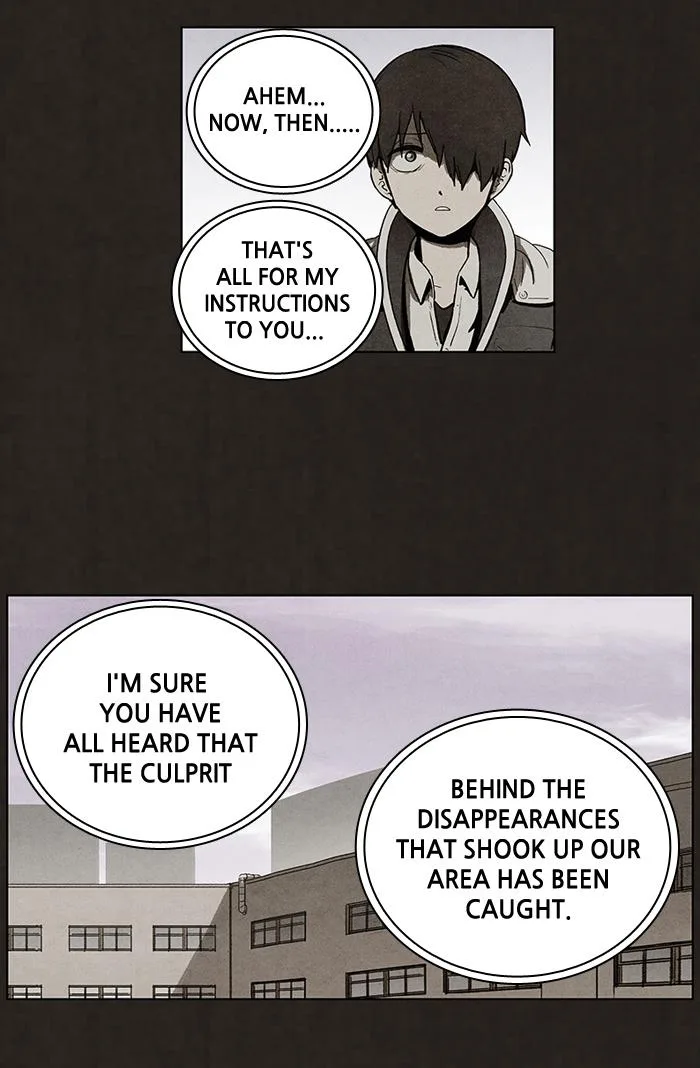 AHEM...
NOW, THEN.....
THAT'S
ALL FOR MY
INSTRUCTIONS
TO YOU...
I'M SURE
YOU HAVE
ALL HEARD THAT
THE CULPRIT
BEHIND THE
DISAPPEARANCES
THAT SHOOK UP OUR
AREA HAS BEEN
CAUGHT.